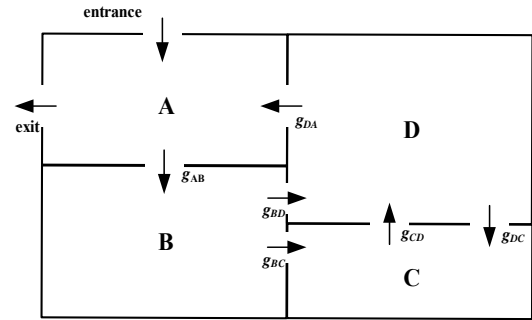 entrance
A
exit
g_DA
D
g_AB
g_BD
B
g_CD
g_DC
g_BC
C